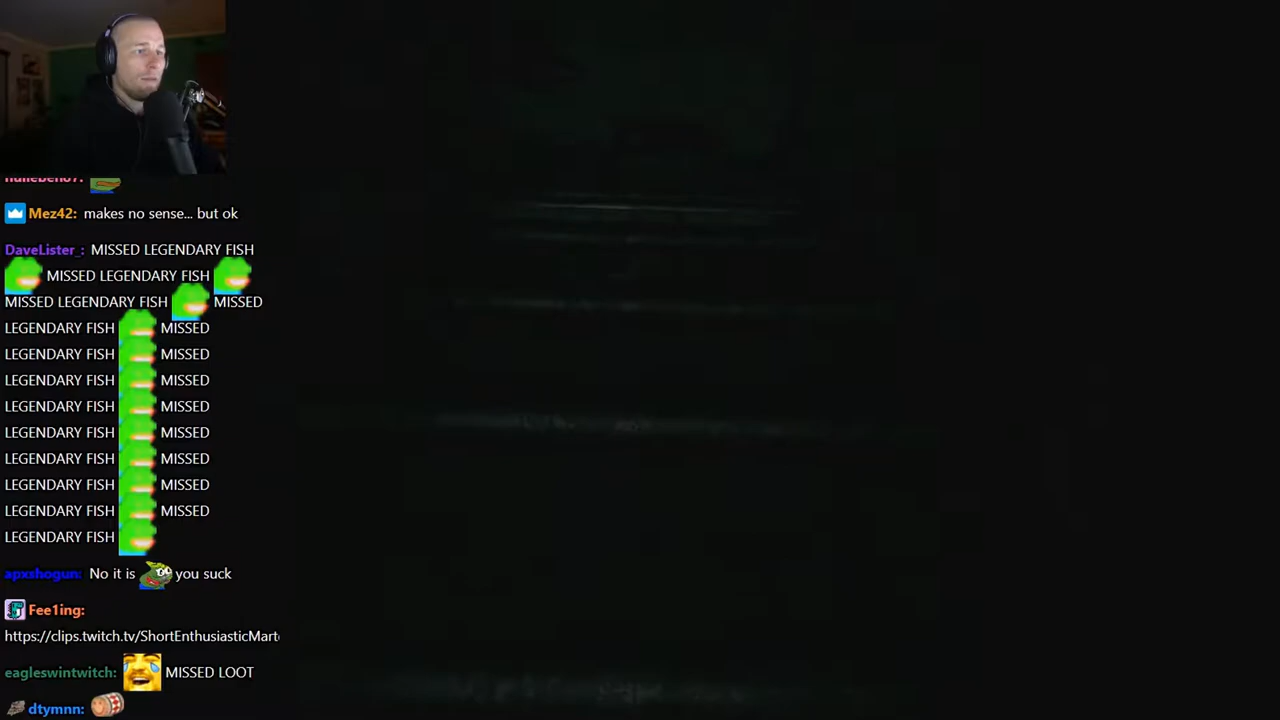 Mez42: makes no sense... but ok
DaveLister_: MISSED LEGENDARY FISH
MISSED LEGENDARY FISH
MISSED LEGENDARY FISH MISSED
LEGENDARY FISH MISSED
LEGENDARY FISH MISSED
LEGENDARY FISH MISSED
LEGENDARY FISH MISSED
LEGENDARY FISH MISSED
LEGENDARY FISH MISSED
LEGENDARY FISH MISSED
LEGENDARY FISH MISSED
LEGENDARY FISH
apxshogun: No it is you suck
Fee1ing:
https://clips.twitch.tv/ShortEnthusiasticMart
eagleswintwitch: MISSED LOOT
dtymnn: